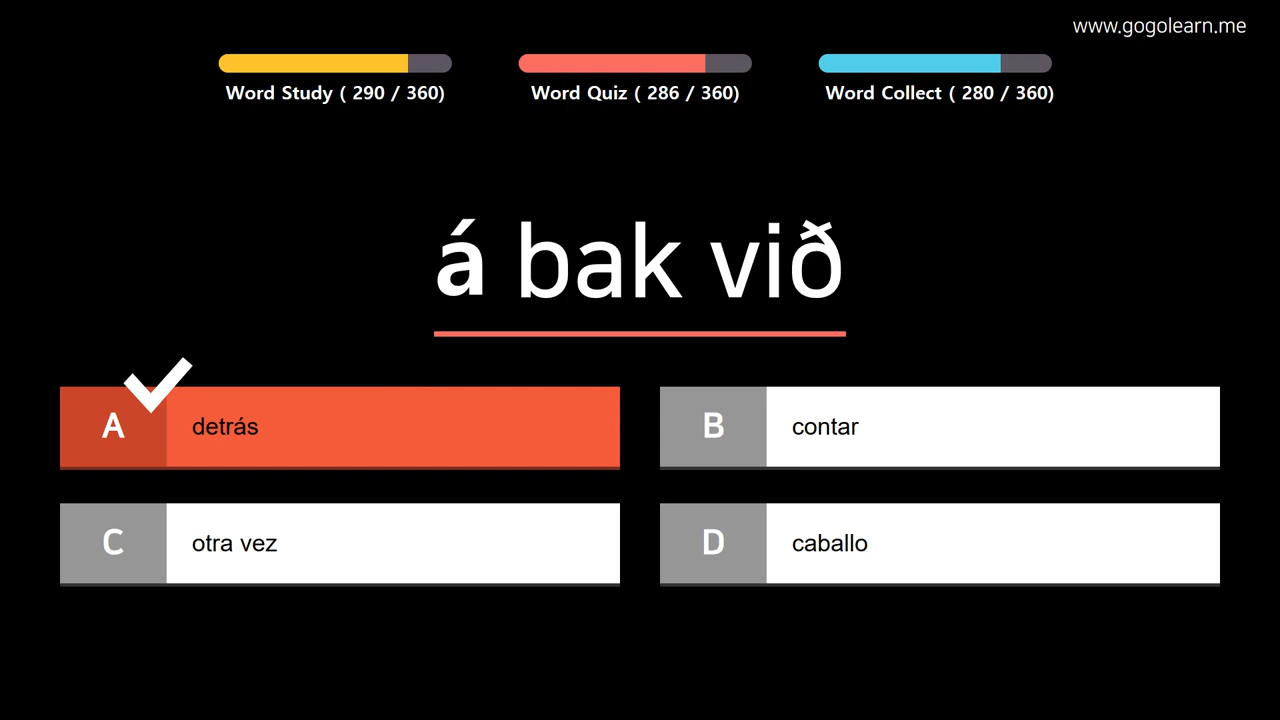 www.gogolearn.me
Word Study ( 290 / 360)
Word Quiz ( 286 / 360)
Word Collect ( 280 / 360)
á bak við
A detrás
B contar
C otra vez
D caballo